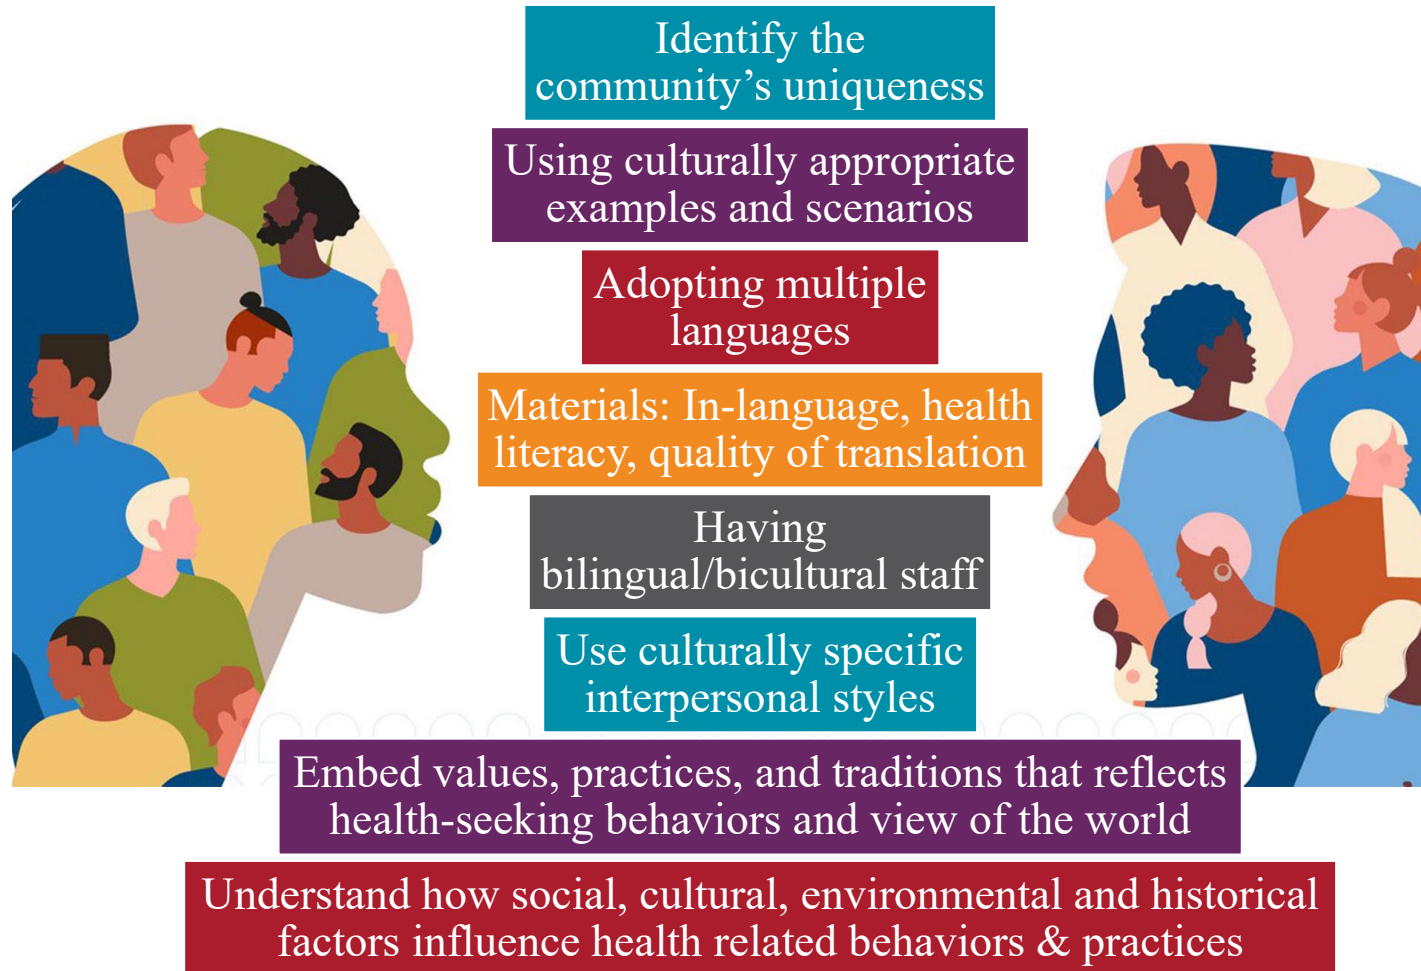 Identify the
community’s uniqueness
Using culturally appropriate
examples and scenarios
Adopting multiple
languages
Materials: In-language, health
literacy, quality of translation
Having
bilingual/bicultural staff
Use culturally specific
interpersonal styles
Embed values, practices, and traditions that reflects
health-seeking behaviors and view of the world
Understand how social, cultural, environmental and historical
factors influence health related behaviors & practices